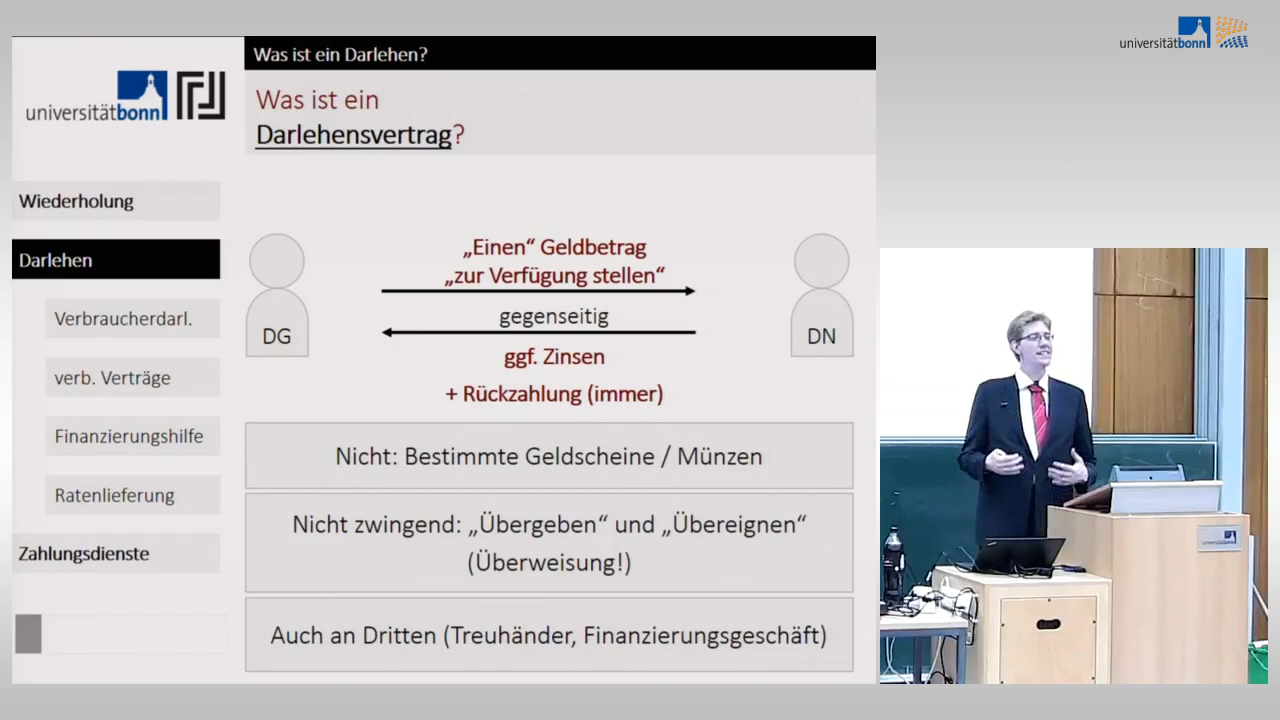 universitätbonn
Was ist ein Darlehen?
universitätbonn
Was ist ein
Darlehensvertrag?
Wiederholung
Darlehen
Verbraucherdarl.
verb. Verträge
Finanzierungshilfe
Ratenlieferung
Zahlungsdienste
„Einen“ Geldbetrag
„zur Verfügung stellen“
gegenseitig
ggf. Zinsen
+ Rückzahlung (immer)
DG
DN
Nicht: Bestimmte Geldscheine / Münzen
Nicht zwingend: „Übergeben“ und „Übereignen“
(Überweisung!)
Auch an Dritten (Treuhänder, Finanzierungsgeschäft)